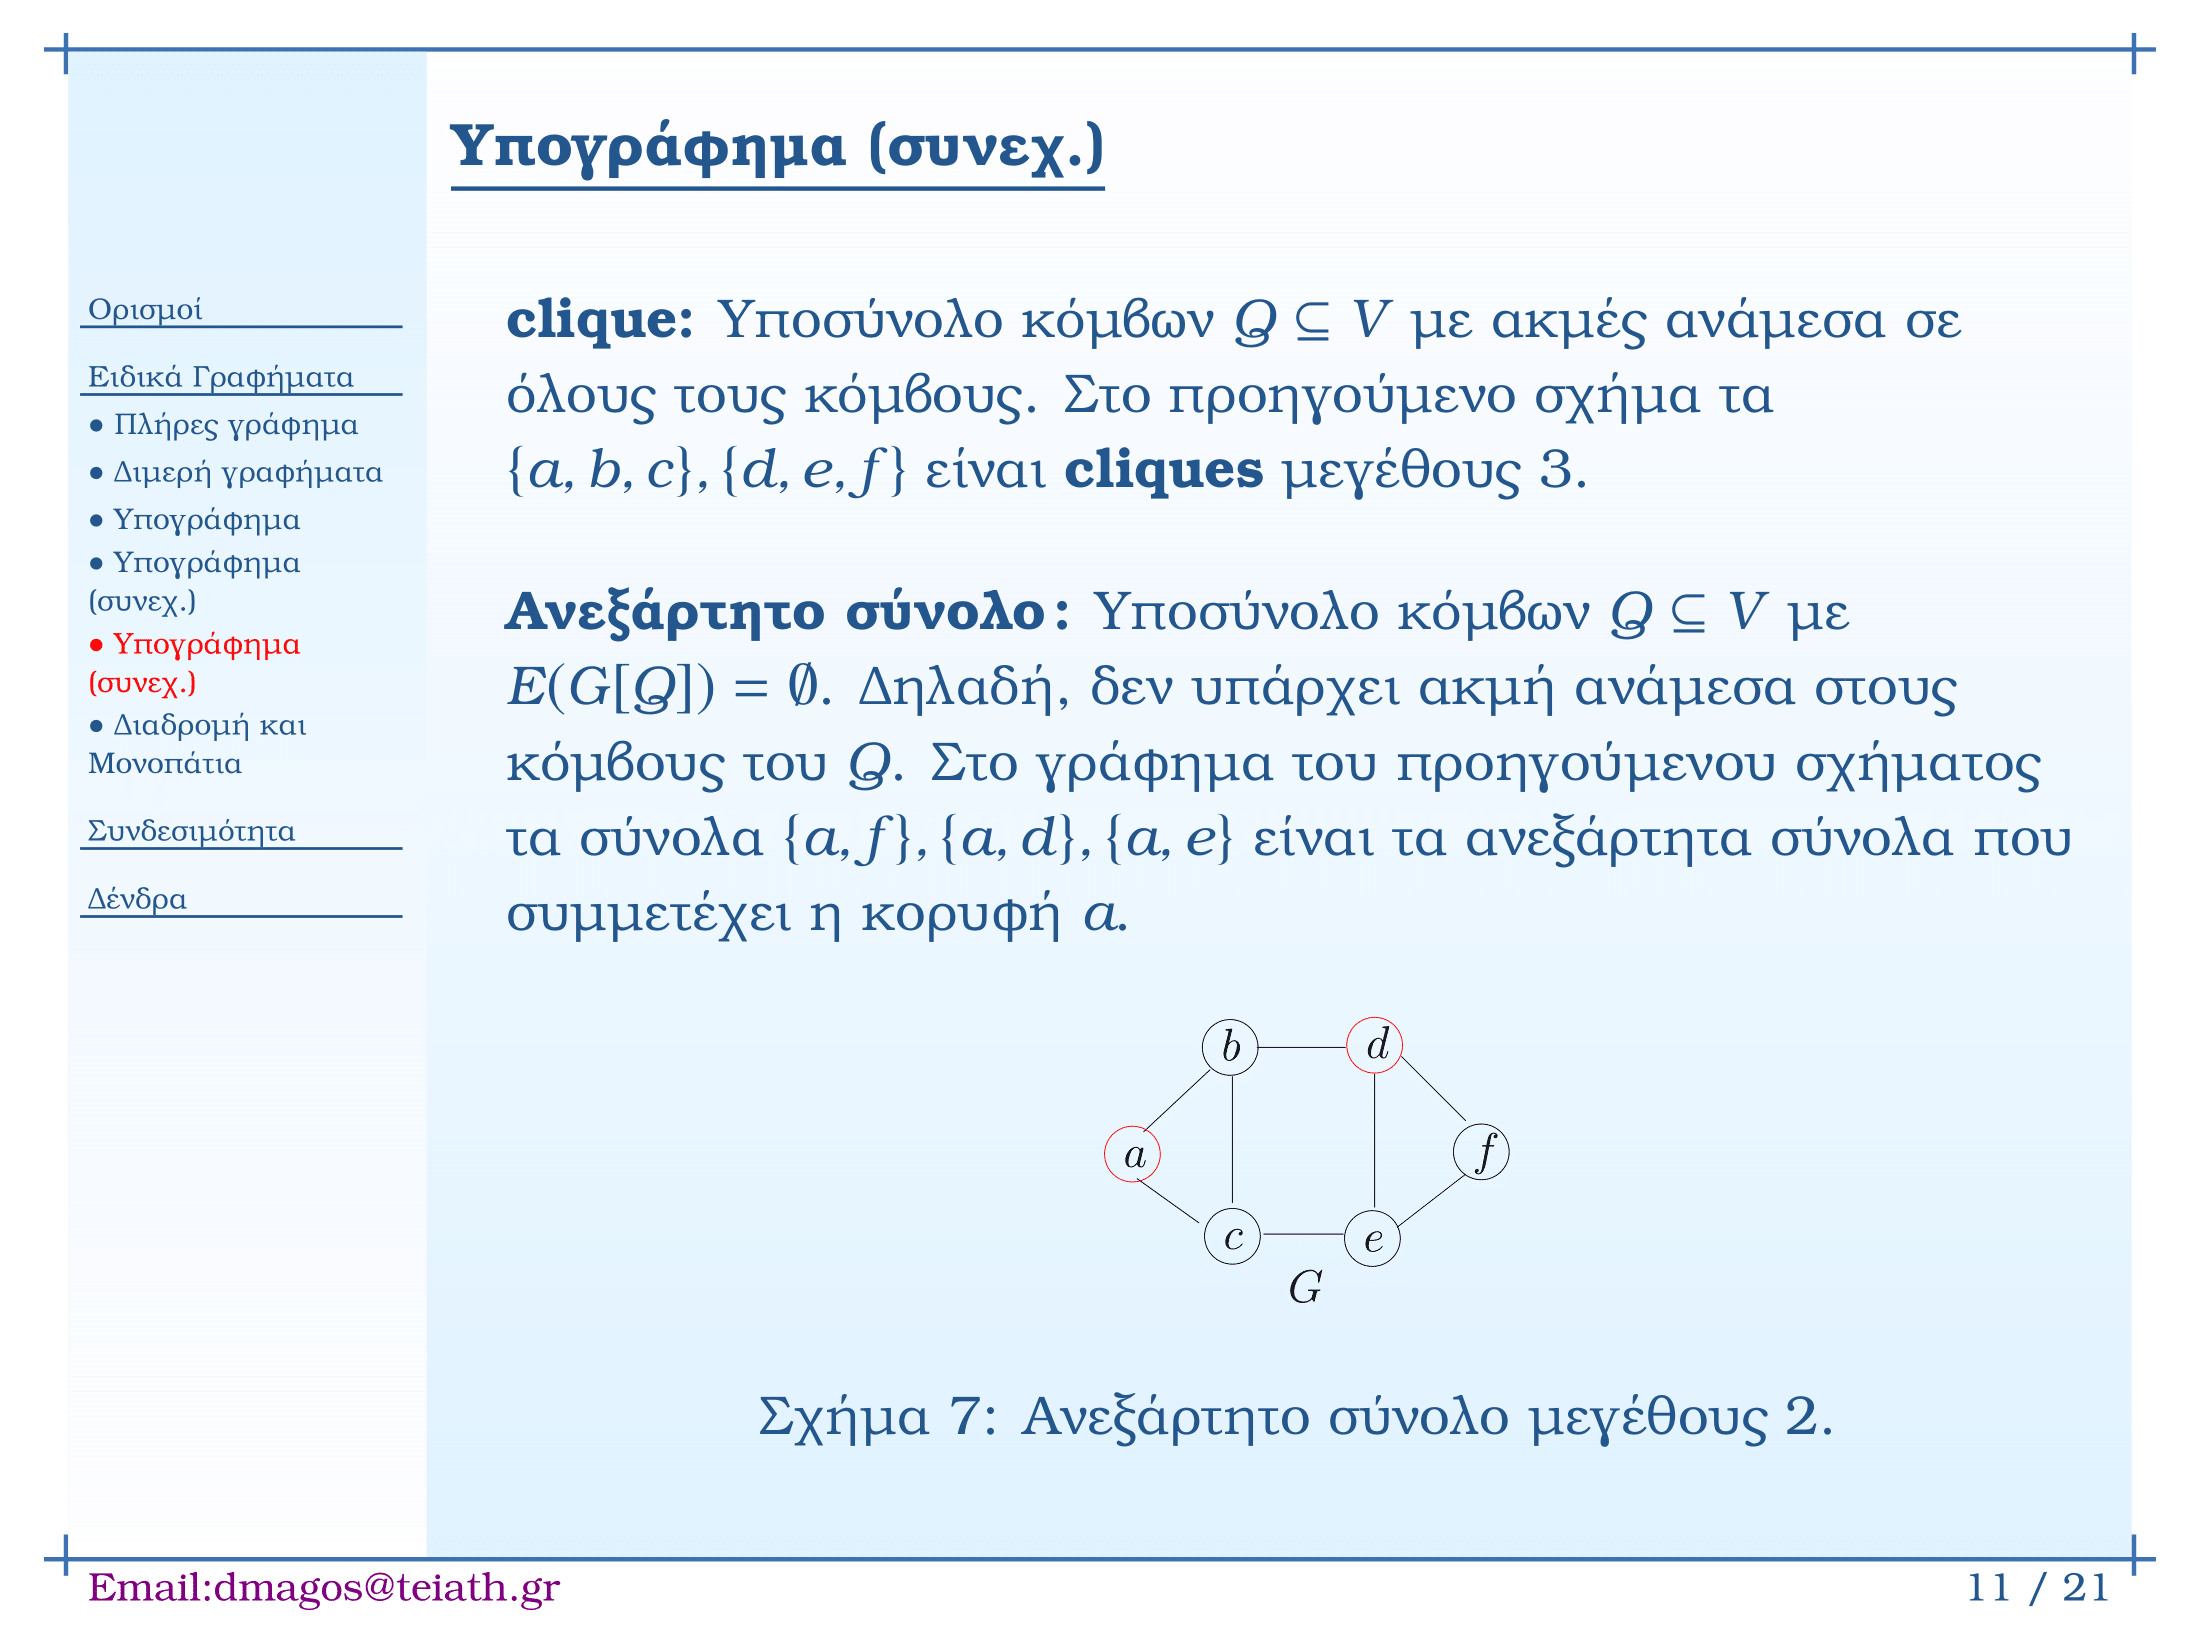 Υπογράφημα (συνεχ.)
Ορισμοί
Ειδικά Γραφήματα
● Πλήρες γράφημα
● Διμερή γραφήματα
● Υπογράφημα
● Υπογράφημα
(συνεχ.)
● Υπογράφημα
(συνεχ.)
● Διαδρομή και
Μονοπάτια
Συνδεσιμότητα
Δένδρα
clique: Υποσύνολο κόμβων Q ⊆ V με ακμές ανάμεσα σε
όλους τους κόμβους. Στο προηγούμενο σχήμα τα
{a, b, c}, {d, e, f} είναι cliques μεγέθους 3.
Ανεξάρτητο σύνολο: Υποσύνολο κόμβων Q ⊆ V με
E(G[Q]) = ∅. Δηλαδή, δεν υπάρχει ακμή ανάμεσα στους
κόμβους του Q. Στο γράφημα του προηγούμενου σχήματος
τα σύνολα {a, f}, {a, d}, {a, e} είναι τα ανεξάρτητα σύνολα που
συμμετέχει η κορυφή a.
b
d
a
f
c
e
G
Σχήμα 7: Ανεξάρτητο σύνολο μεγέθους 2.
Email:dmagos@teiath.gr
11 / 21